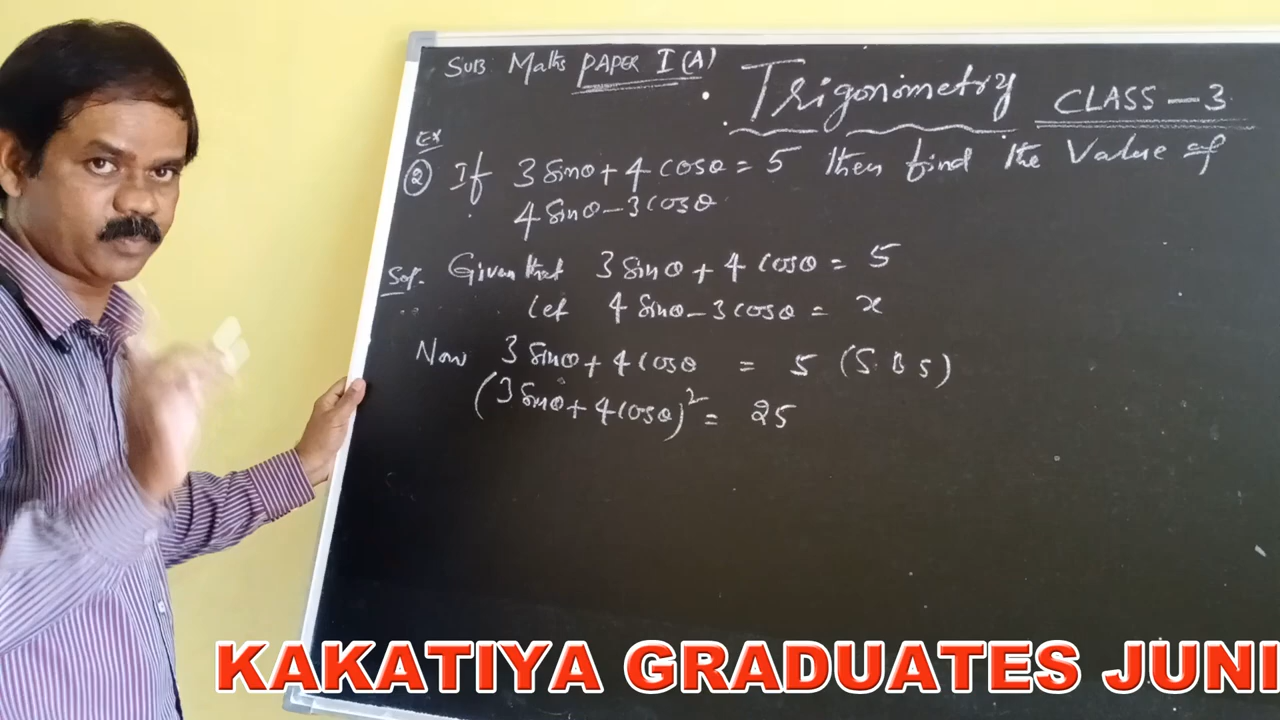 SUB Maths PAPER I (A)
Trigonometry CLASS - 3
Ex
② If 3 Sinθ + 4 cosθ = 5 then find the Value of
4 Sinθ - 3 cosθ
Sol. Given that 3 Sinθ + 4 cosθ = 5
Let 4 Sinθ - 3 cosθ = x
Now 3 Sinθ + 4 cosθ = 5 (S.B.S)
(3 Sinθ + 4 cosθ)² = 25
KAKATIYA GRADUATES JUNI